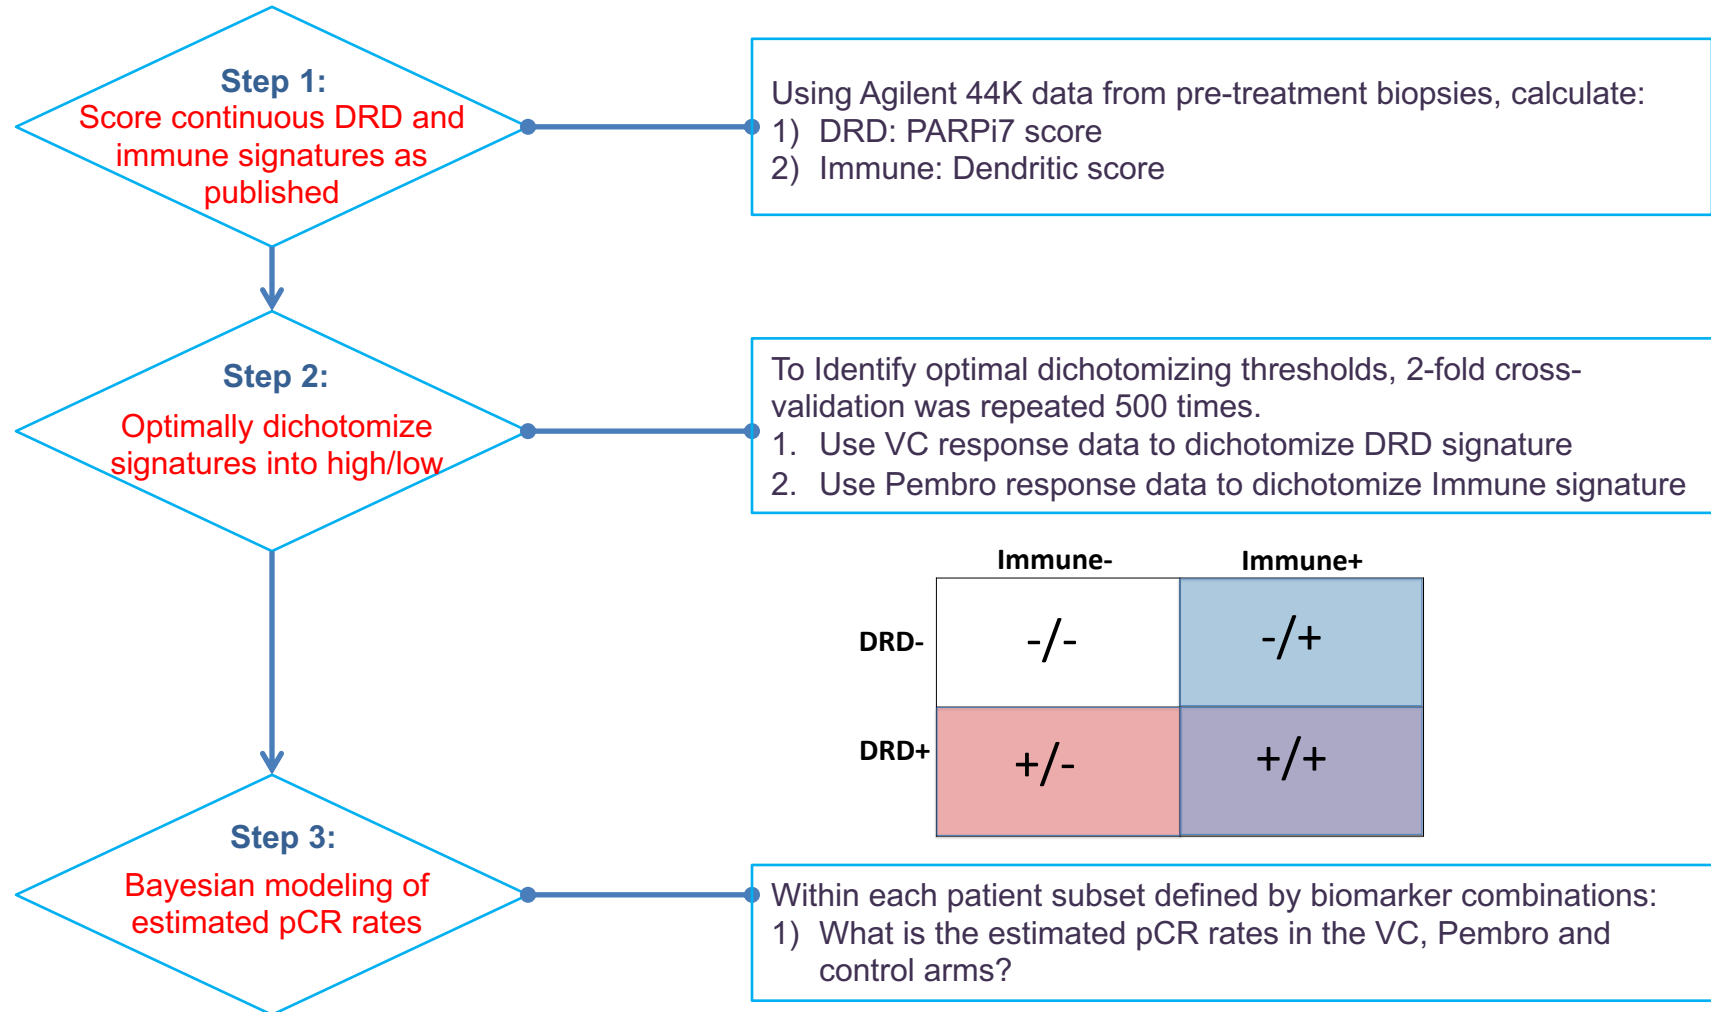 Step 1:
Score continuous DRD and
immune signatures as
published
Using Agilent 44K data from pre-treatment biopsies, calculate:
1) DRD: PARPi7 score
2) Immune: Dendritic score
Step 2:
Optimally dichotomize
signatures into high/low
To Identify optimal dichotomizing thresholds, 2-fold cross-
validation was repeated 500 times.
1. Use VC response data to dichotomize DRD signature
2. Use Pembro response data to dichotomize Immune signature
Immune- Immune+
DRD- -/- -/+
DRD+ +/- +/+
Step 3:
Bayesian modeling of
estimated pCR rates
Within each patient subset defined by biomarker combinations:
1) What is the estimated pCR rates in the VC, Pembro and
control arms?